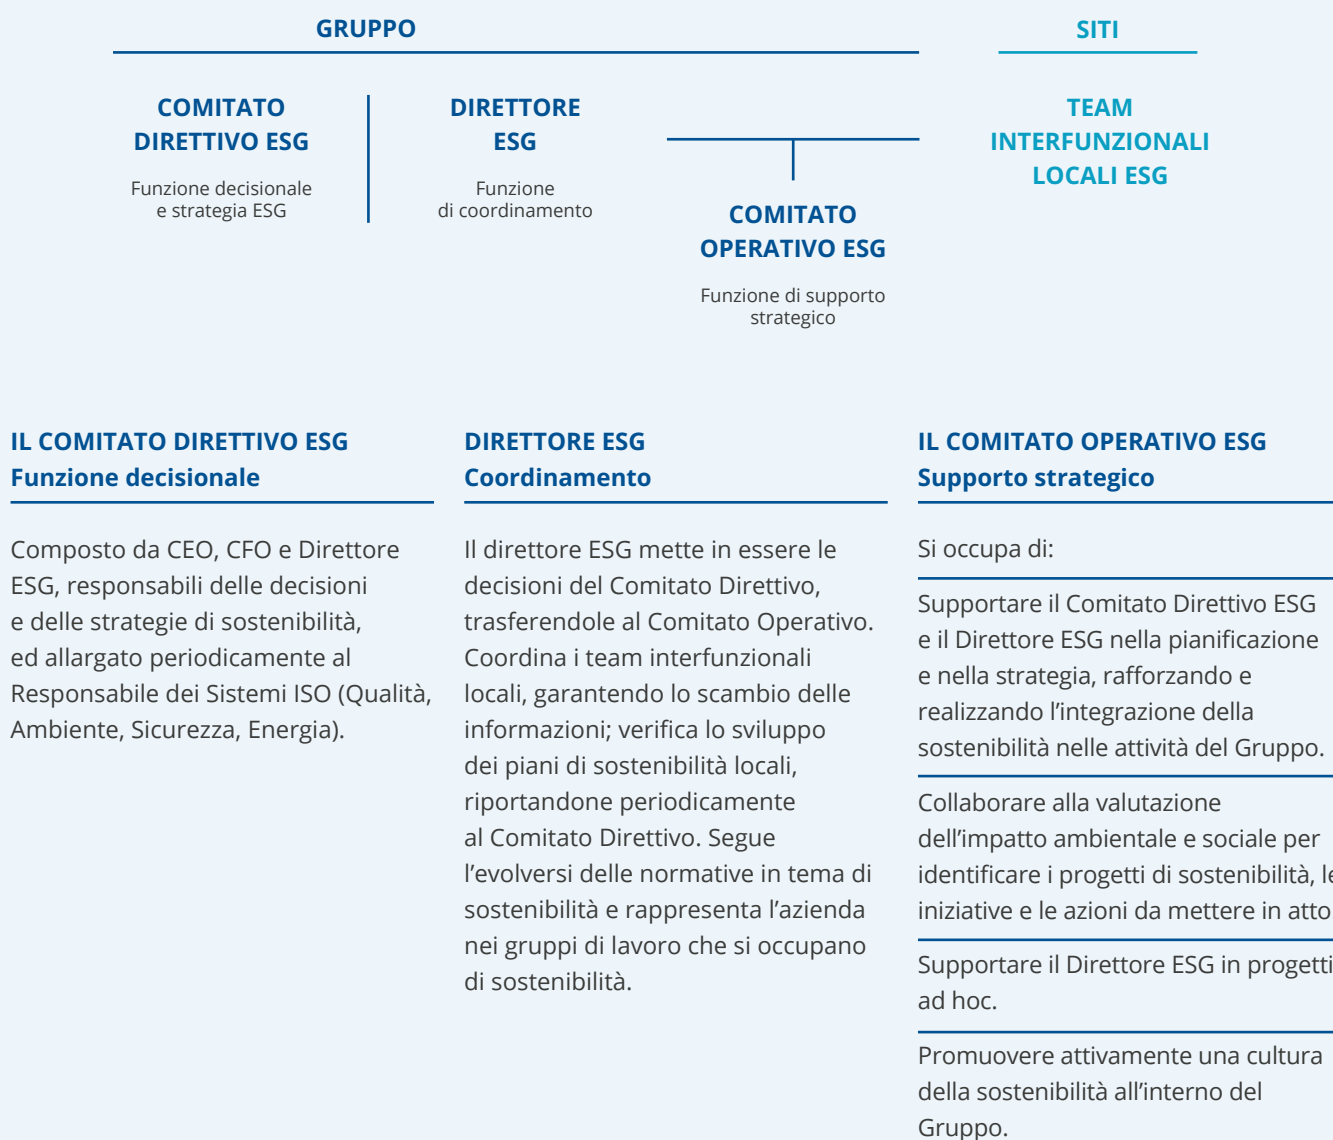 GRUPPO
SITI
COMITATO
DIRETTIVO ESG
Funzione decisionale
e strategia ESG
DIRETTORE
ESG
Funzione
di coordinamento
COMITATO
OPERATIVO ESG
Funzione di supporto
strategico
TEAM
INTERFUNZIONALI
LOCALI ESG
IL COMITATO DIRETTIVO ESG
Funzione decisionale
Composto da CEO, CFO e Direttore
ESG, responsabili delle decisioni
e delle strategie di sostenibilità,
ed allargato periodicamente al
Responsabile dei Sistemi ISO (Qualità,
Ambiente, Sicurezza, Energia).
DIRETTORE ESG
Coordinamento
Il direttore ESG mette in essere le
decisioni del Comitato Direttivo,
trasferendole al Comitato Operativo.
Coordina i team interfunzionali
locali, garantendo lo scambio delle
informazioni; verifica lo sviluppo
dei piani di sostenibilità locali,
riportandone periodicamente
al Comitato Direttivo. Segue
l’evolversi delle normative in tema di
sostenibilità e rappresenta l’azienda
nei gruppi di lavoro che si occupano
di sostenibilità.
IL COMITATO OPERATIVO ESG
Supporto strategico
Si occupa di:
Supportare il Comitato Direttivo ESG
e il Direttore ESG nella pianificazione
e nella strategia, rafforzando e
realizzando l’integrazione della
sostenibilità nelle attività del Gruppo.
Collaborare alla valutazione
dell’impatto ambientale e sociale per
identificare i progetti di sostenibilità, le
iniziative e le azioni da mettere in atto
Supportare il Direttore ESG in progetti
ad hoc.
Promuovere attivamente una cultura
della sostenibilità all’interno del
Gruppo.